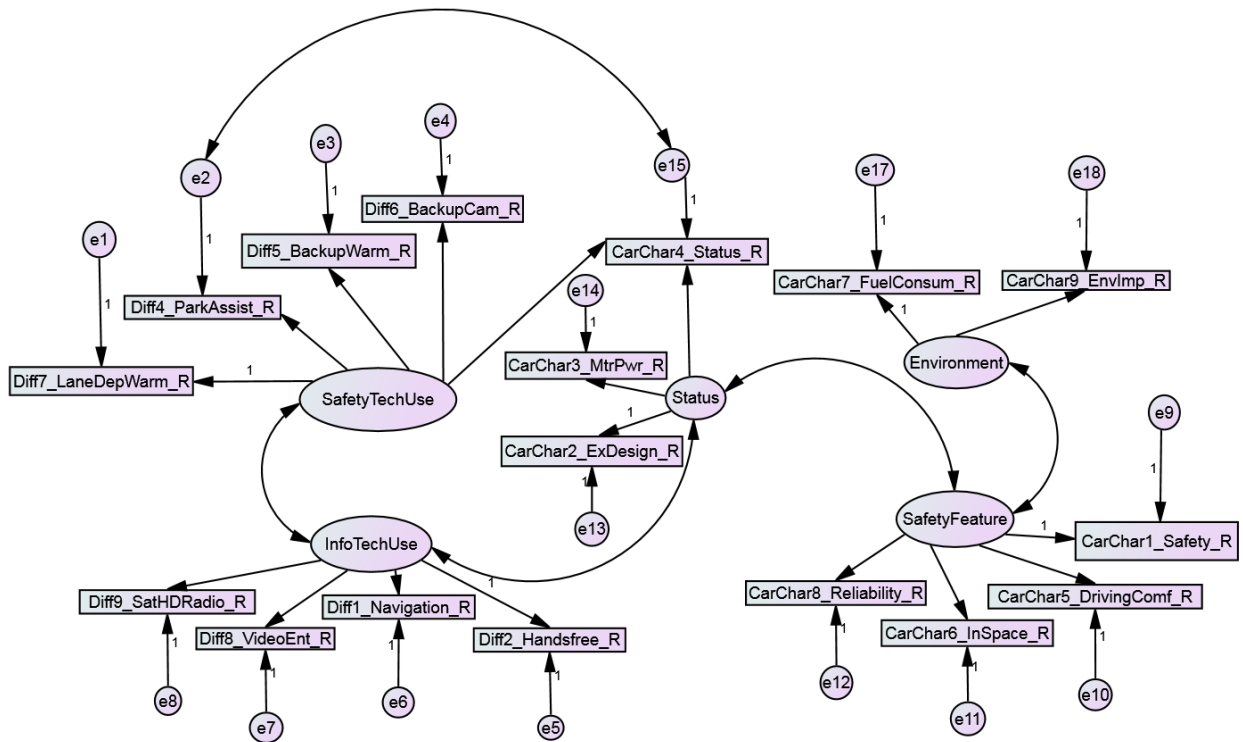 e4
e3
e15
e2
e17
e18
1
1
1
Diff6_BackupCam_R
e1
1
1
1
Diff5_BackupWarm_R
CarChar4_Status_R
CarChar7_FuelConsum_R
CarChar9_EnvImp_R
e14
1
Diff4_ParkAssist_R
1
1
CarChar3_MtrPwr_R
Environment
Diff7_LaneDepWarm_R
1
SafetyTechUse
Status
1
e9
CarChar2_ExDesign_R
1
1
e13
SafetyFeature
1
CarChar1_Safety_R
InfoTechUse
1
Diff9_SatHDRadio_R
Diff1_Navigation_R
CarChar8_Reliability_R
CarChar5_DrivingComf_R
Diff8_VideoEnt_R
Diff2_Handsfree_R
CarChar6_InSpace_R
1
1
1
1
1
1
1
1
e8
e6
e12
e10
e7
e5
e11